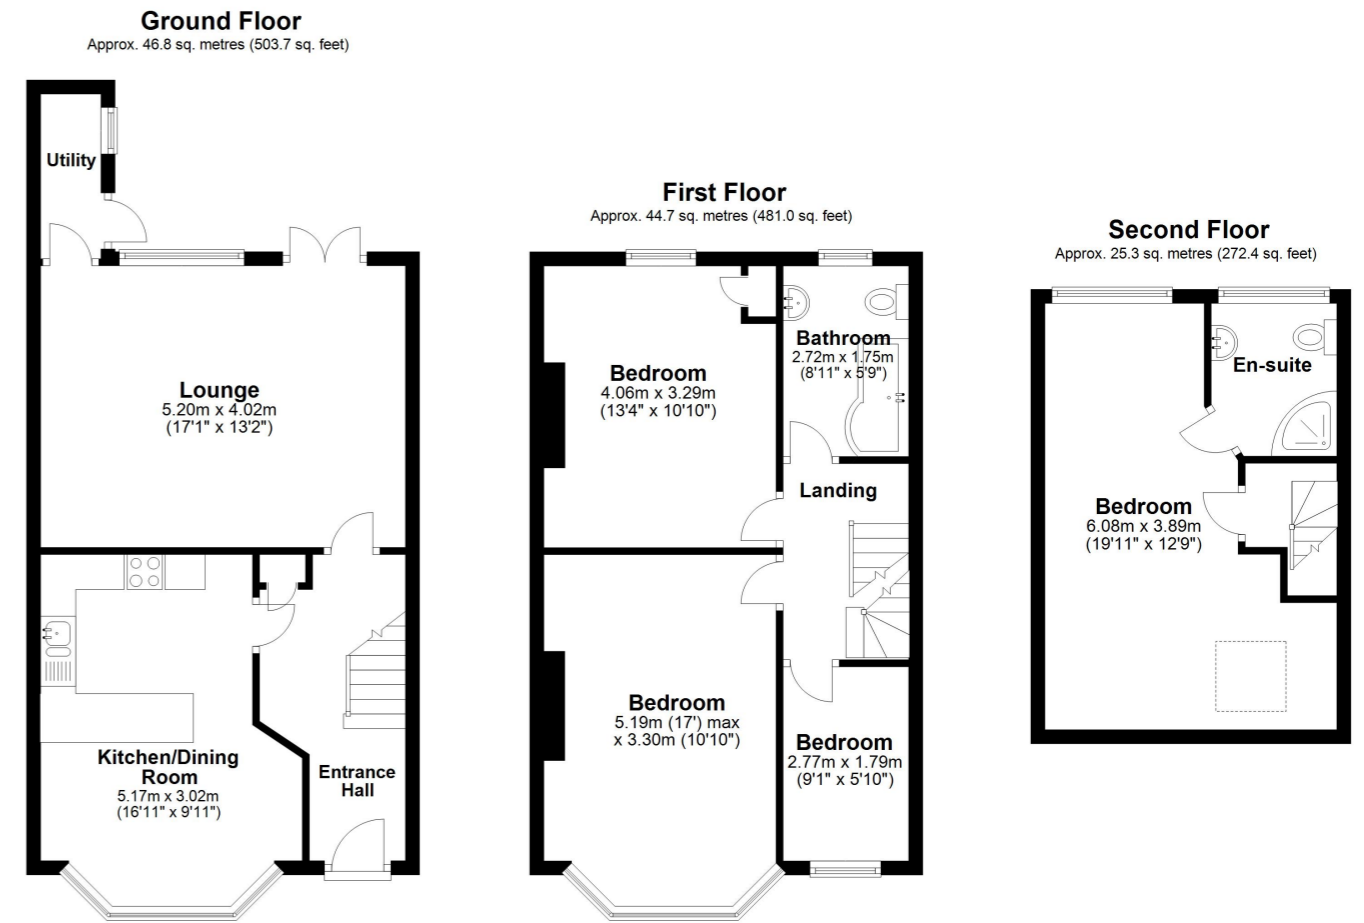 Ground Floor
Approx. 46.8 sq. metres (503.7 sq. feet)
Utility
Lounge
5.20m x 4.02m
(17'1" x 13'2")
Kitchen/Dining
Room
5.17m x 3.02m
(16'11" x 9'11")
Entrance
Hall
First Floor
Approx. 44.7 sq. metres (481.0 sq. feet)
Bedroom
4.06m x 3.29m
(13'4" x 10'10")
Bathroom
2.72m x 1.75m
(8'11" x 5'9")
Landing
Bedroom
5.19m (17') max
x 3.30m (10'10")
Bedroom
2.77m x 1.79m
(9'1" x 5'10")
Second Floor
Approx. 25.3 sq. metres (272.4 sq. feet)
En-suite
Bedroom
6.08m x 3.89m
(19'11" x 12'9")